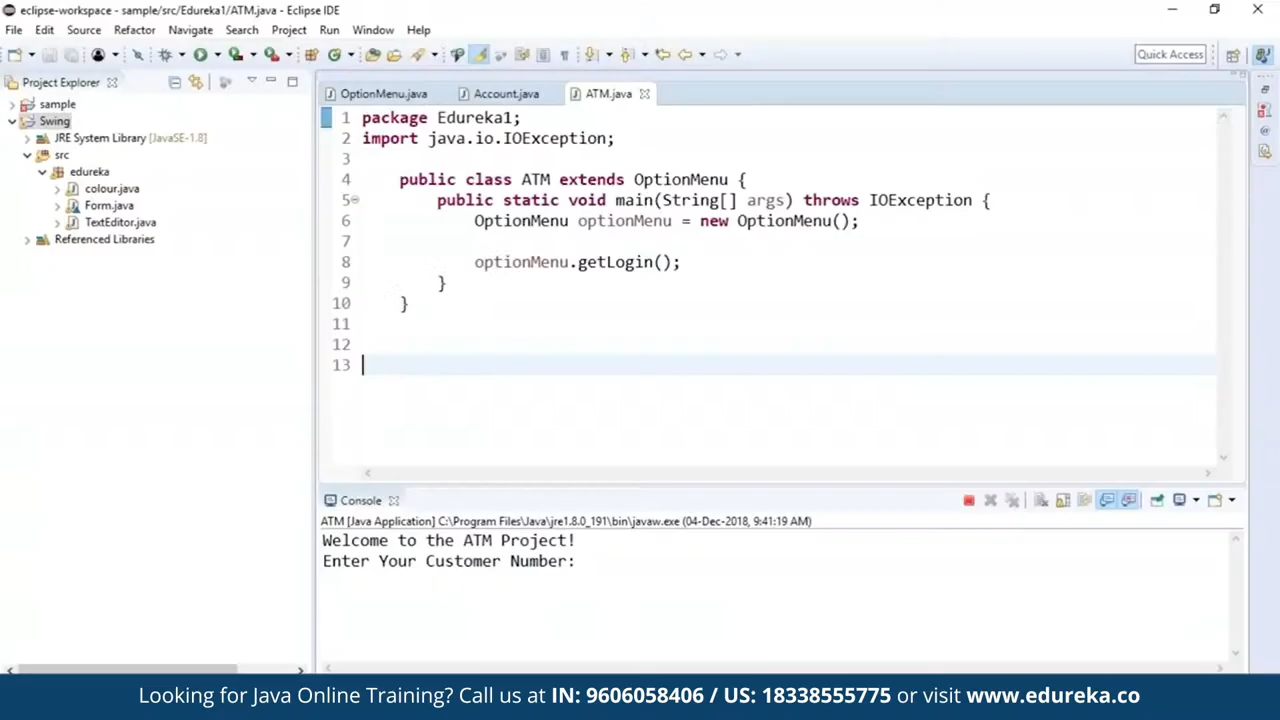 eclipse-workspace - sample/src/Edureka1/ATM.java - Eclipse IDE
File Edit Source Refactor Navigate Search Project Run Window Help
Quick Access
Project Explorer
sample
Swing
JRE System Library [JavaSE-1.8]
src
edureka
colour.java
Form.java
TextEditor.java
Referenced Libraries
OptionMenu.java Account.java ATM.java
1 package Edureka1;
2 import java.io.IOException;
3
4 public class ATM extends OptionMenu {
5 public static void main(String[] args) throws IOException {
6 OptionMenu optionMenu = new OptionMenu();
7
8 optionMenu.getLogin();
9 }
10 }
11
12
13
Console
ATM [Java Application] C:\Program Files\Java\jre1.8.0_191\bin\javaw.exe (04-Dec-2018, 9:41:19 AM)
Welcome to the ATM Project!
Enter Your Customer Number:
Looking for Java Online Training? Call us at IN: 9606058406 / US: 18338555775 or visit www.edureka.co